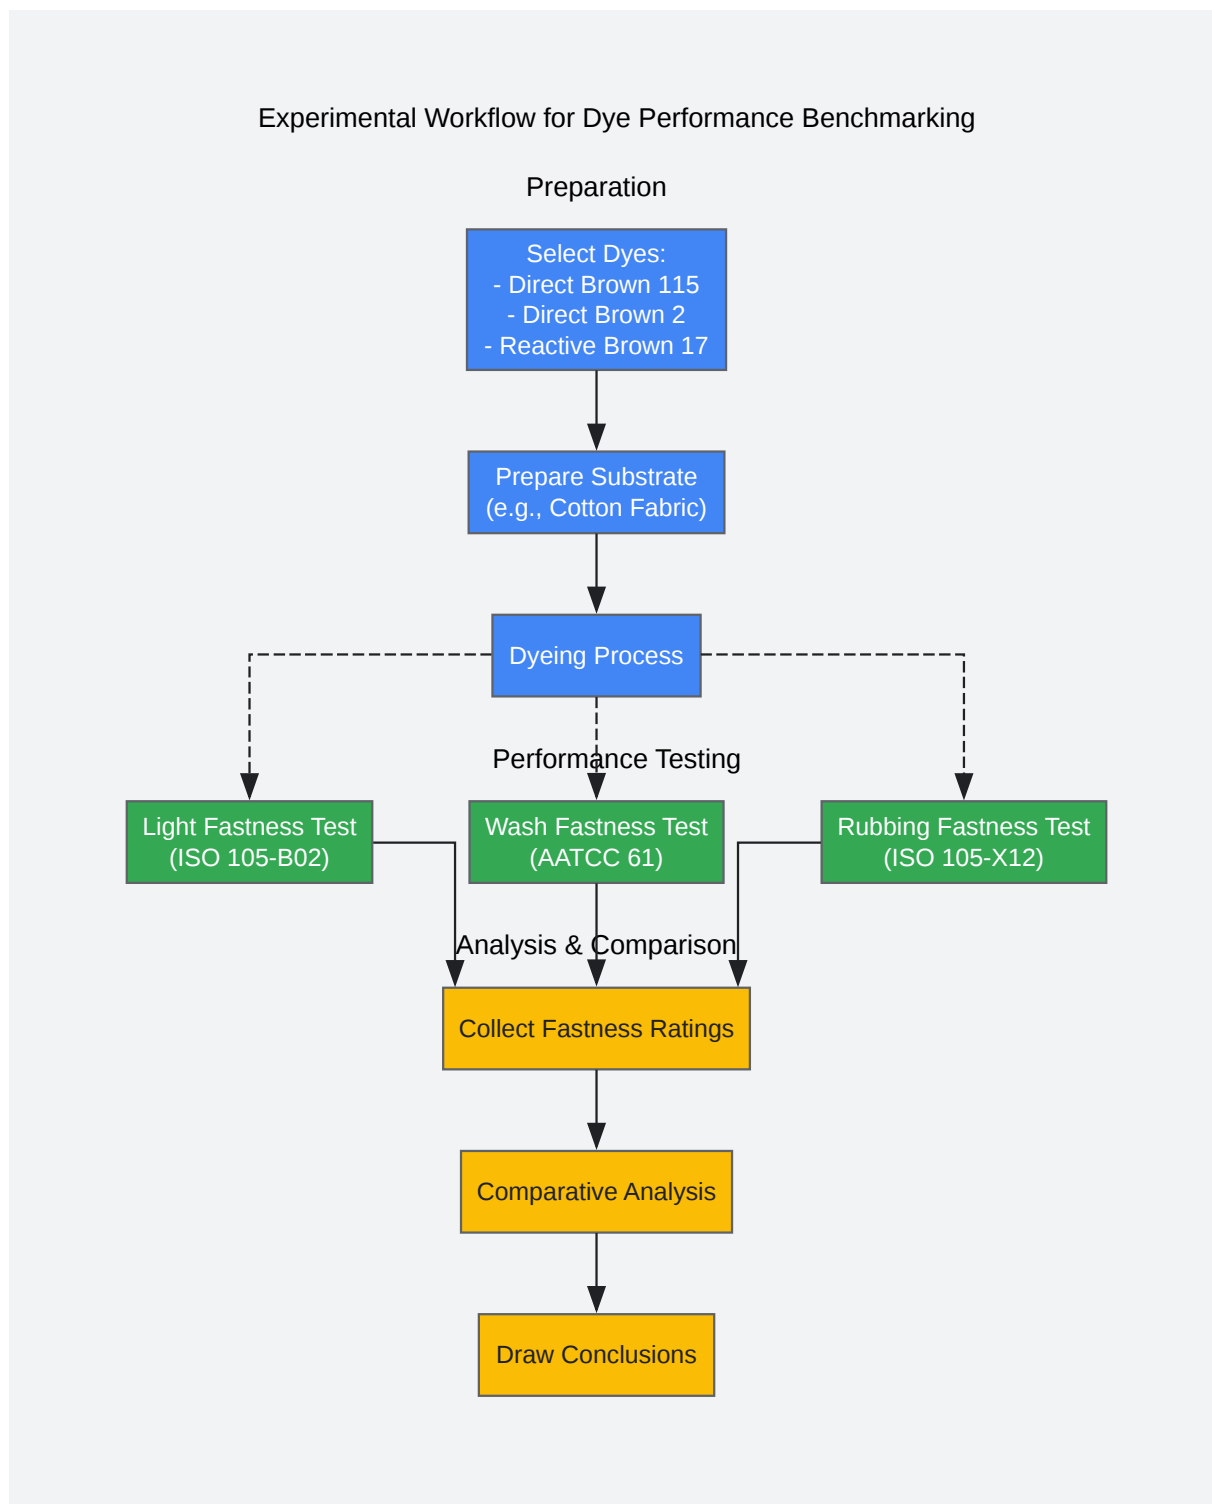 Experimental Workflow for Dye Performance Benchmarking
Preparation
Select Dyes:
- Direct Brown 115
- Direct Brown 2
- Reactive Brown 17
Prepare Substrate
(e.g., Cotton Fabric)
Dyeing Process
Performance Testing
Light Fastness Test
(ISO 105-B02)
Wash Fastness Test
(AATCC 61)
Rubbing Fastness Test
(ISO 105-X12)
Analysis & Comparison
Collect Fastness Ratings
Comparative Analysis
Draw Conclusions